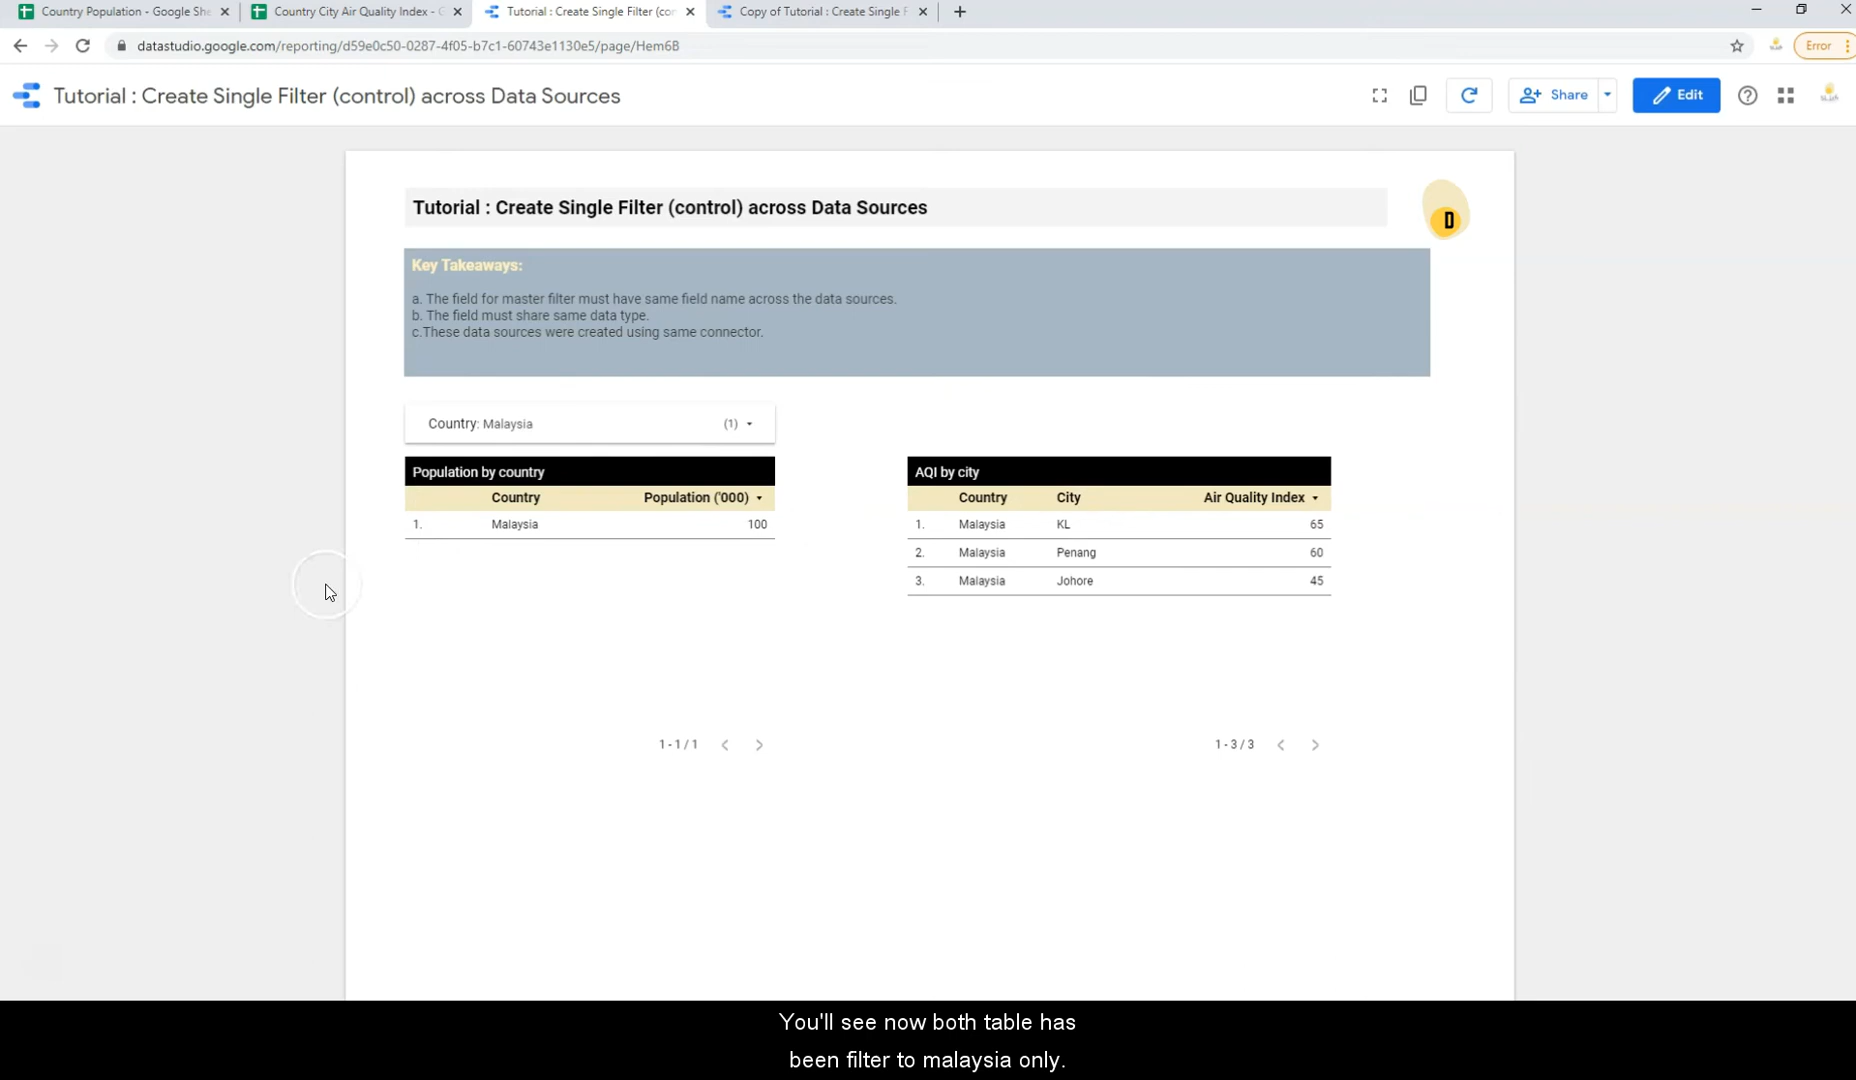 Country Population - Google She
Country City Air Quality Index - G
Tutorial : Create Single Filter (con
Copy of Tutorial : Create Single F
datastudio.google.com/reporting/d59e0c50-0287-4f05-b7c1-60743e1130e5/page/Hem6B
Error
Tutorial : Create Single Filter (control) across Data Sources
Share
Edit
Tutorial : Create Single Filter (control) across Data Sources
D
Key Takeaways:
a. The field for master filter must have same field name across the data sources.
b. The field must share same data type.
c.These data sources were created using same connector.
Country: Malaysia (1)
Population by country
Country Population ('000)
1. Malaysia 100
1 - 1 / 1
AQI by city
Country City Air Quality Index
1. Malaysia KL 65
2. Malaysia Penang 60
3. Malaysia Johore 45
1 - 3 / 3
You'll see now both table has
been filter to malaysia only.